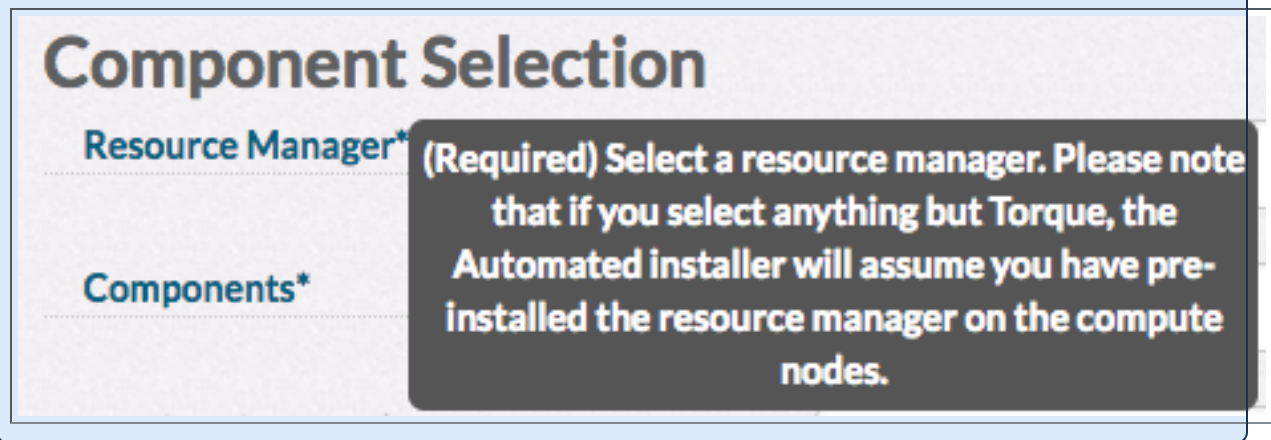 Component Selection
Resource Manager*
(Required) Select a resource manager. Please note
that if you select anything but Torque, the
Automated installer will assume you have pre-
installed the resource manager on the compute
nodes.
Components*